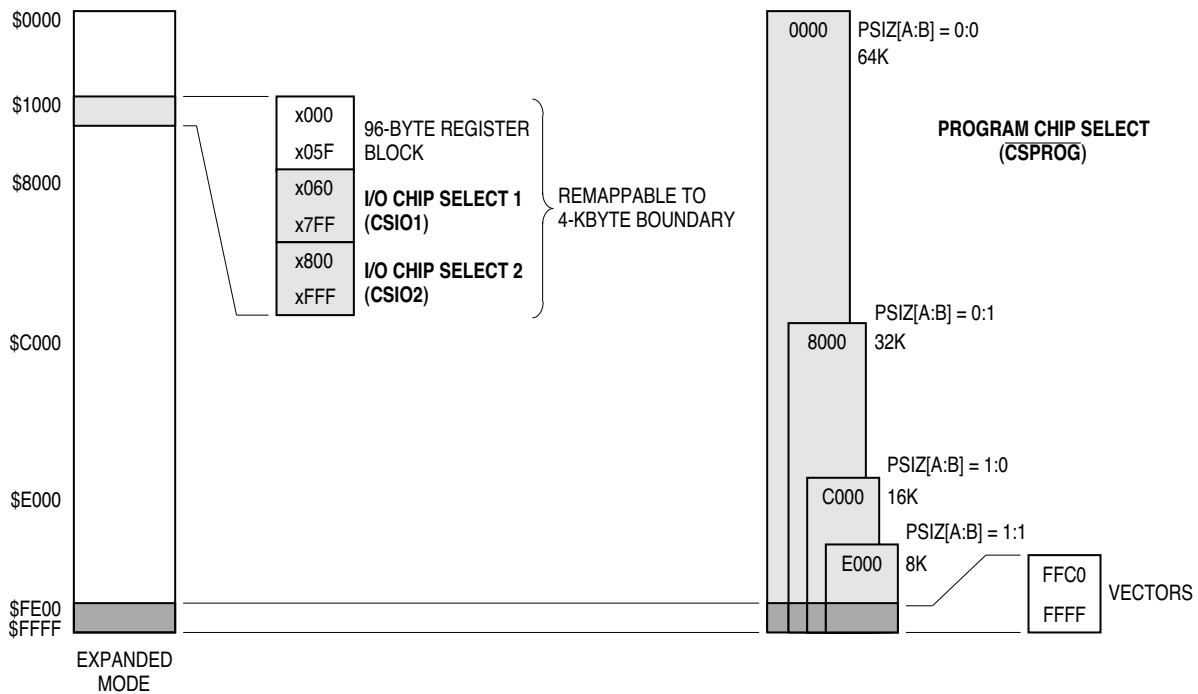 $0000
$1000
$8000
$C000
$E000
$FE00
$FFFF
EXPANDED
MODE
x000
x05F
96-BYTE REGISTER
BLOCK
x060
x7FF
I/O CHIP SELECT 1
(CSIO1)
x800
xFFF
I/O CHIP SELECT 2
(CSIO2)
REMAPPABLE TO
4-KBYTE BOUNDARY
0000
PSIZ[A:B] = 0:0
64K
PROGRAM CHIP SELECT
(CSPROG)
8000
PSIZ[A:B] = 0:1
32K
C000
PSIZ[A:B] = 1:0
16K
E000
PSIZ[A:B] = 1:1
8K
FFC0
FFFF
VECTORS